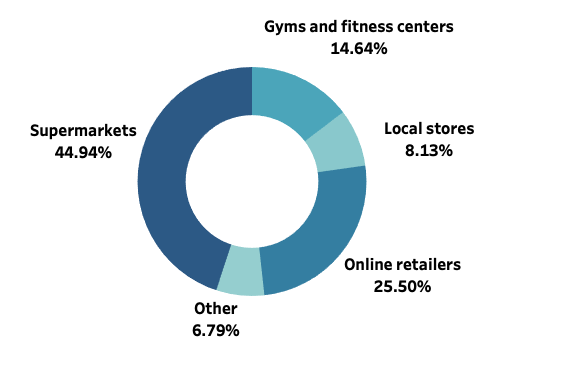 Gyms and fitness centers
14.64%
Supermarkets
44.94%
Local stores
8.13%
Online retailers
25.50%
Other
6.79%